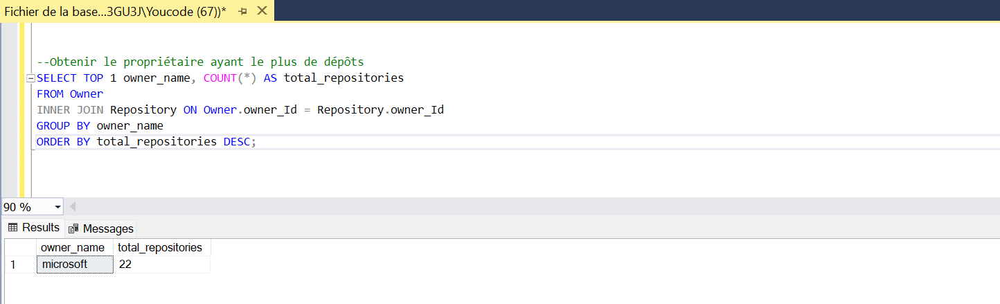 Fichier de la base...3GU3J\Youcode (67))*
--Obtenir le propriétaire ayant le plus de dépôts
SELECT TOP 1 owner_name, COUNT(*) AS total_repositories
FROM Owner
INNER JOIN Repository ON Owner.owner_Id = Repository.owner_Id
GROUP BY owner_name
ORDER BY total_repositories DESC;
90 %
Results Messages
owner_name total_repositories
1 microsoft 22